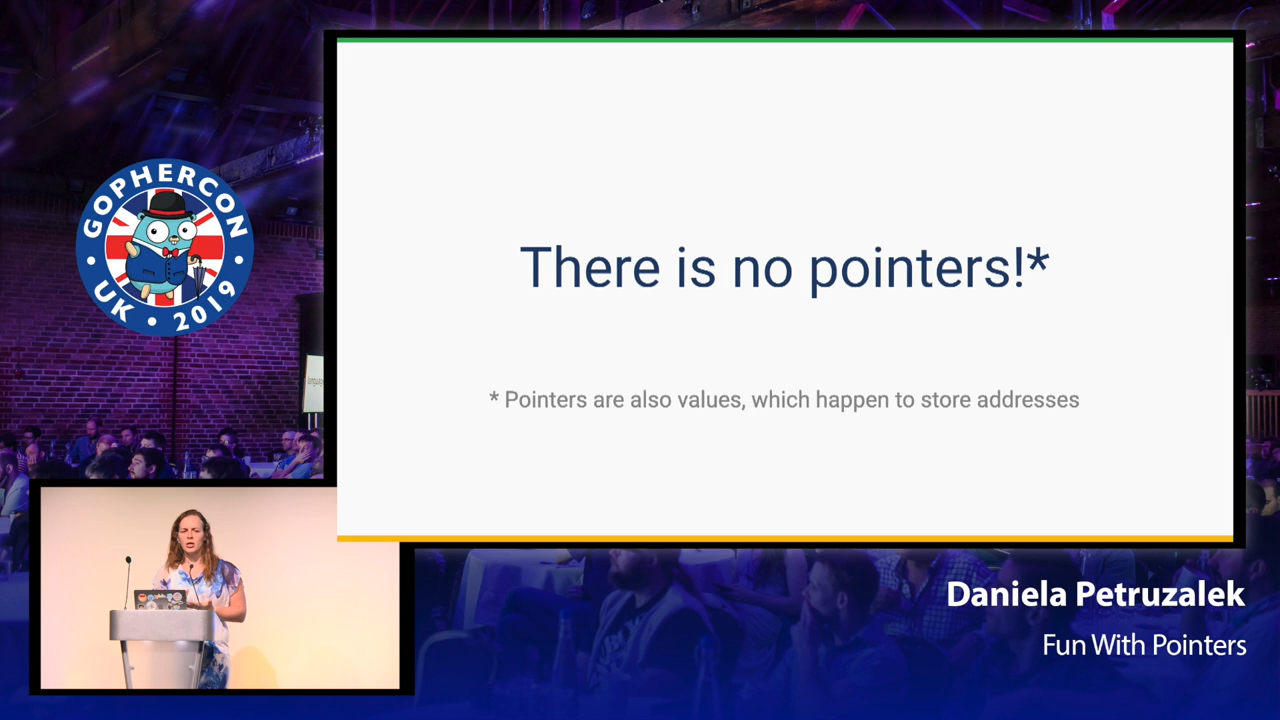 GOPHERCON
UK 2019
There is no pointers!*
* Pointers are also values, which happen to store addresses
Daniela Petruzalek
Fun With Pointers